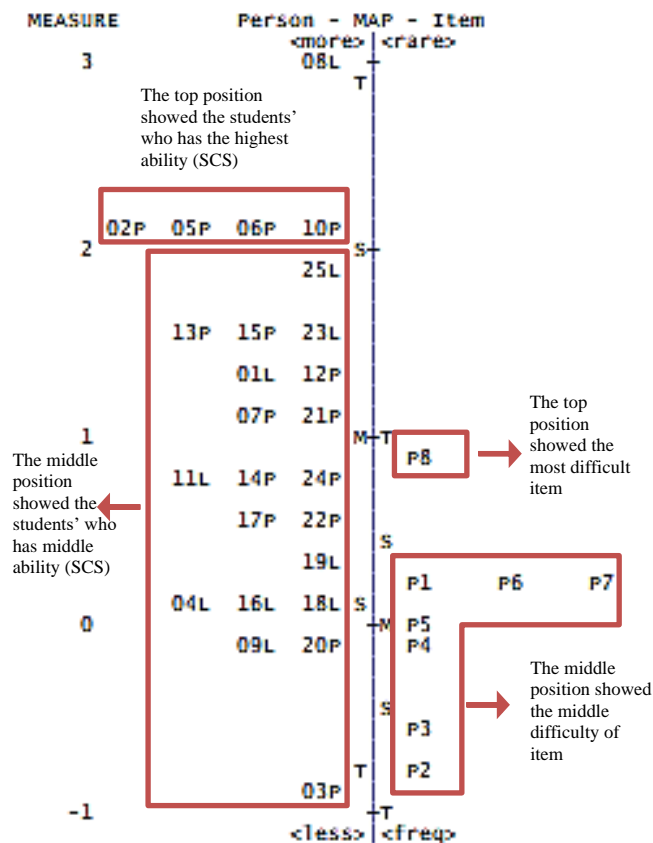 MEASURE Person - MAP - Item
<more>|<rare>
3 08L +
T
The top position
showed the students'
who has the highest
ability (SCS)
02P 05P 06P 10P
2 S+
25L
13P 15P 23L
01L 12P
07P 21P
1 M+T
P8
The top
position
showed the
most difficult
item
The middle
position
showed the
students' who
has middle
ability (SCS)
11L 14P 24P
17P 22P
S
19L
P1 P6 P7
04L 16L 18L S
0 +M P5
09L 20P P4
S
P3
The middle
position showed
the middle
difficulty of
item
T P2
03P
-1 +T
<less>|<freq>